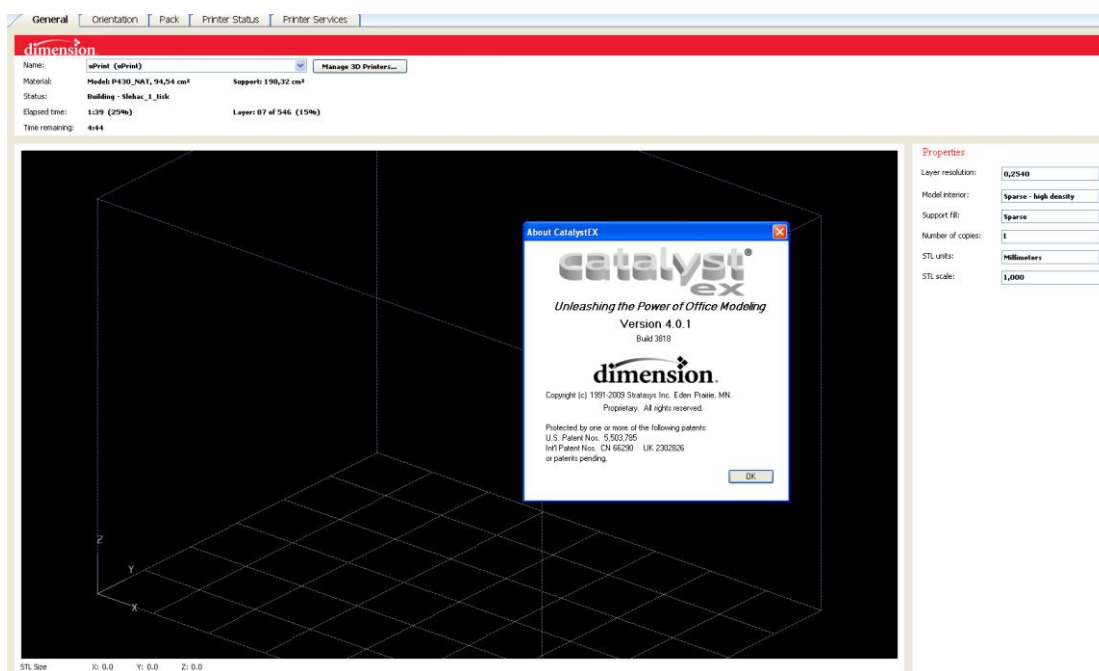 General Orientation Pack Printer Status Printer Services
dimension
Name: uPrint (uPrint) Manage 3D Printers...
Material: Model: P430_NAT, 94,54 cm³ Support: 198,32 cm³
Status: Building - Slehac_1_tisk
Elapsed time: 1:39 (25%) Layer: 87 of 546 (15%)
Time remaining: 4:44
Properties
Layer resolution: 0,2540
Model interior: Sparse - high density
Support fill: Sparse
Number of copies: 1
STL units: Millimeters
STL scale: 1,000
About CatalystEX
catalyst®
ex
Unleashing the Power of Office Modeling
Version 4.0.1
Build 3818
dimension.
Copyright (c) 1991-2009 Stratasys Inc. Eden Prairie, MN.
Proprietary. All rights reserved.
Protected by one or more of the following patents:
U.S. Patent Nos. 5,503,785
Int'l Patent Nos. CN 66290 UK 2302826
or patents pending.
OK
Z
Y
X
STL Size X: 0.0 Y: 0.0 Z: 0.0